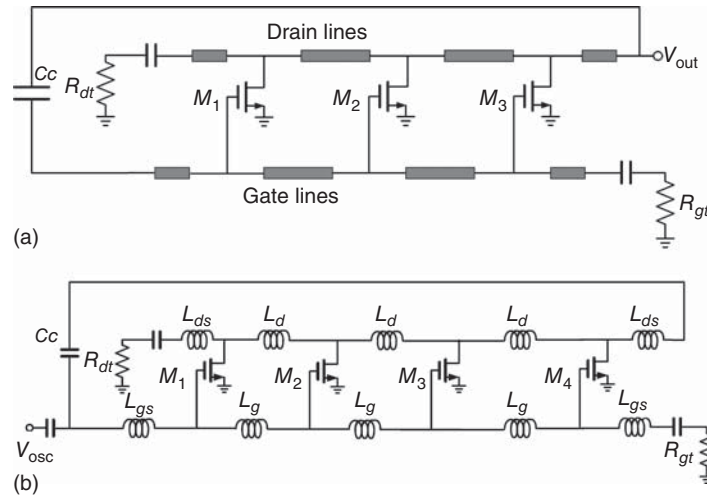 Drain lines
Cc
R_dt
M_1
M_2
M_3
V_out
Gate lines
R_gt
(a)
L_ds
L_d
L_d
L_d
L_ds
Cc
R_dt
M_1
M_2
M_3
M_4
L_gs
L_g
L_g
L_g
L_gs
V_osc
R_gt
(b)